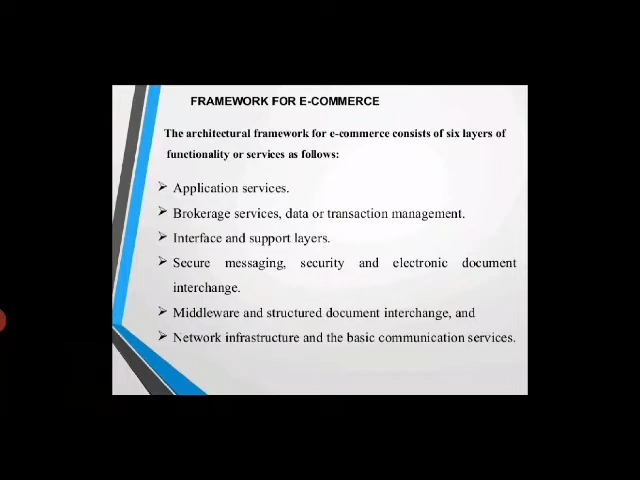 FRAMEWORK FOR E-COMMERCE
The architectural framework for e-commerce consists of six layers of
functionality or services as follows:
➢ Application services.
➢ Brokerage services, data or transaction management.
➢ Interface and support layers.
➢ Secure messaging, security and electronic document
interchange.
➢ Middleware and structured document interchange, and
➢ Network infrastructure and the basic communication services.